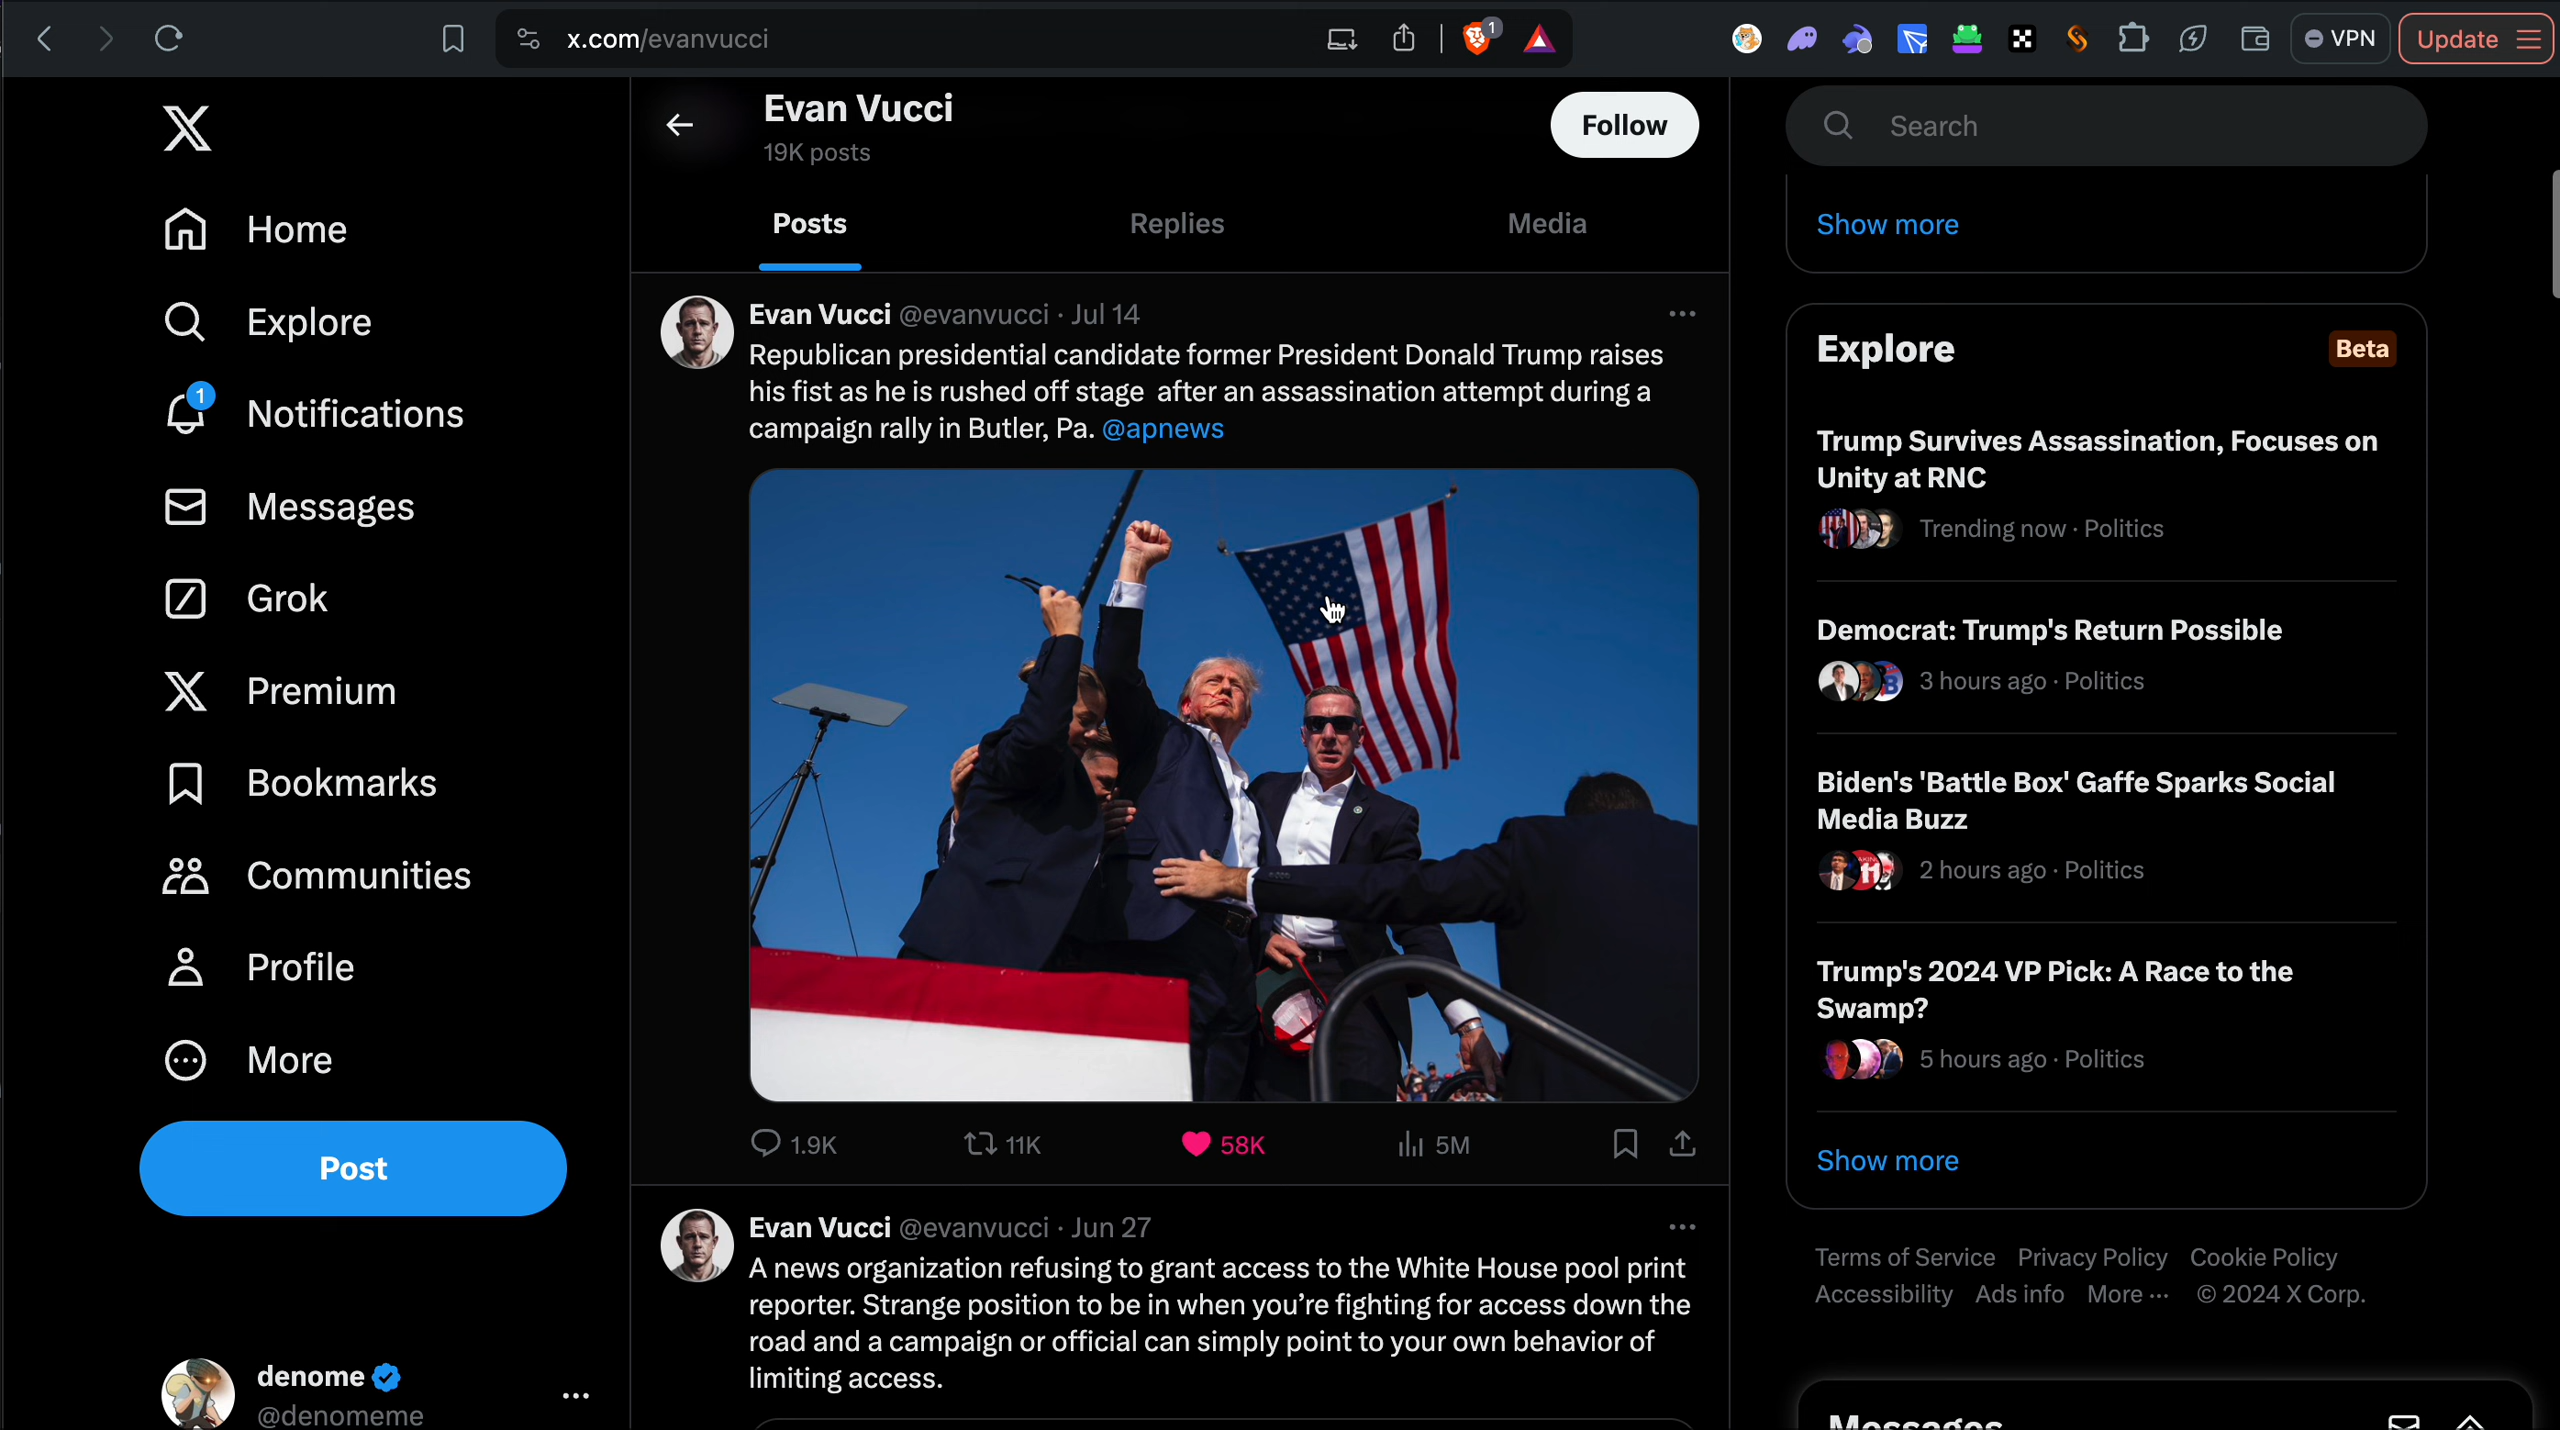 x.com/evanvucci
1
VPN
Update
Home
Explore
1
Notifications
Messages
Grok
Premium
Bookmarks
Communities
Profile
More
Post
denome
@denomeme
Evan Vucci
19K posts
Follow
Posts
Replies
Media
Evan Vucci @evanvucci · Jul 14
Republican presidential candidate former President Donald Trump raises
his fist as he is rushed off stage  after an assassination attempt during a
campaign rally in Butler, Pa. @apnews
1.9K
11K
58K
5M
Evan Vucci @evanvucci · Jun 27
A news organization refusing to grant access to the White House pool print
reporter. Strange position to be in when you’re fighting for access down the
road and a campaign or official can simply point to your own behavior of
limiting access.
Search
Show more
Explore
Beta
Trump Survives Assassination, Focuses on
Unity at RNC
Trending now · Politics
Democrat: Trump's Return Possible
3 hours ago · Politics
Biden's 'Battle Box' Gaffe Sparks Social
Media Buzz
2 hours ago · Politics
Trump's 2024 VP Pick: A Race to the
Swamp?
5 hours ago · Politics
Show more
Terms of Service Privacy Policy Cookie Policy
Accessibility Ads info More ··· © 2024 X Corp.
Messages